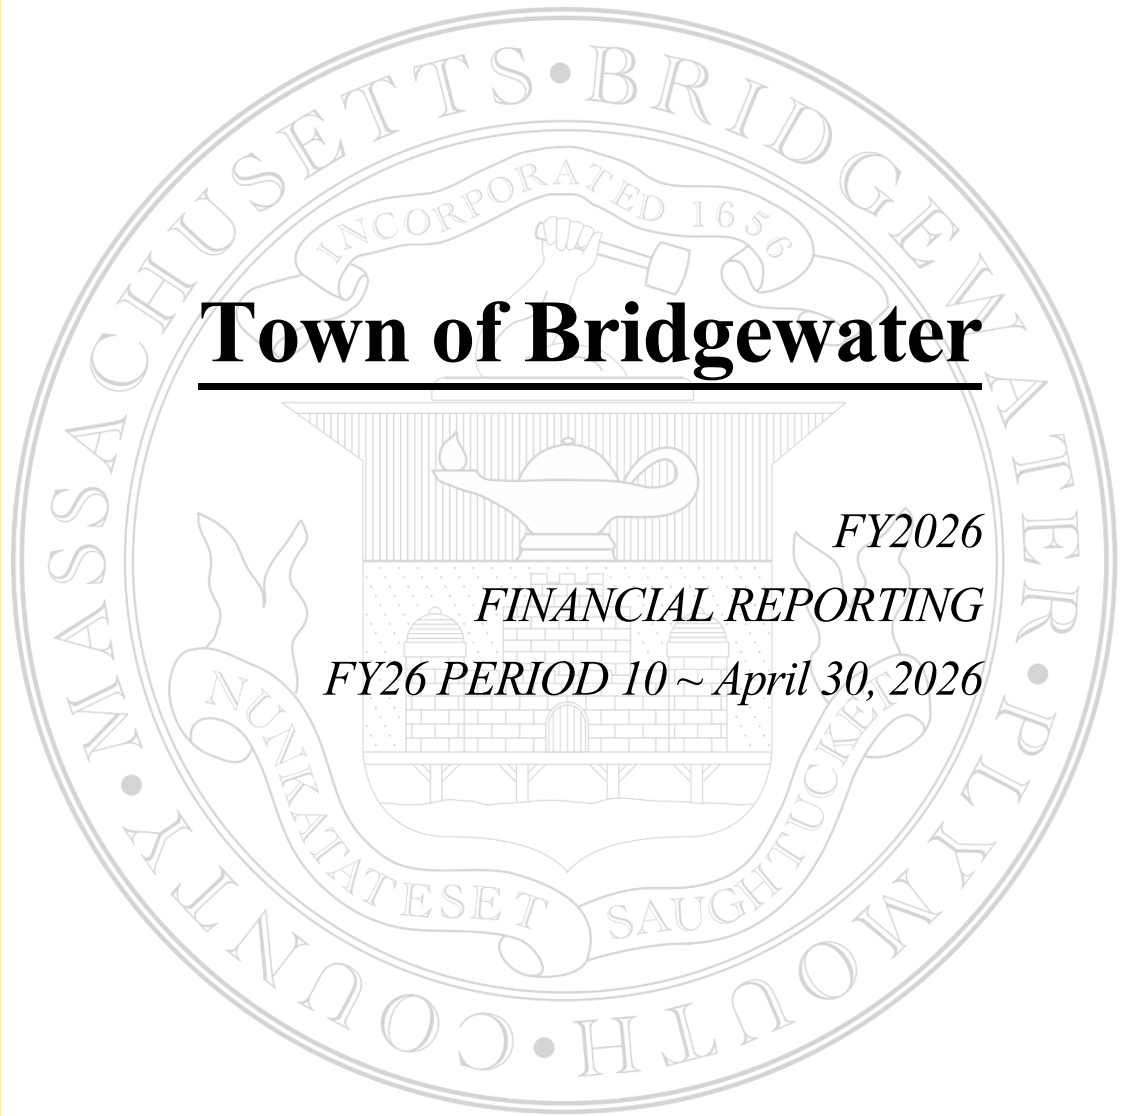 MASSACHUSETTS • BRIDGEWATER • PLYMOUTH • COUNTY •
INCORPORATED 1656
Town of Bridgewater
FY2026
FINANCIAL REPORTING
FY26 PERIOD 10 ~ April 30, 2026
NUNKATATESET
SAUGHTUCKET